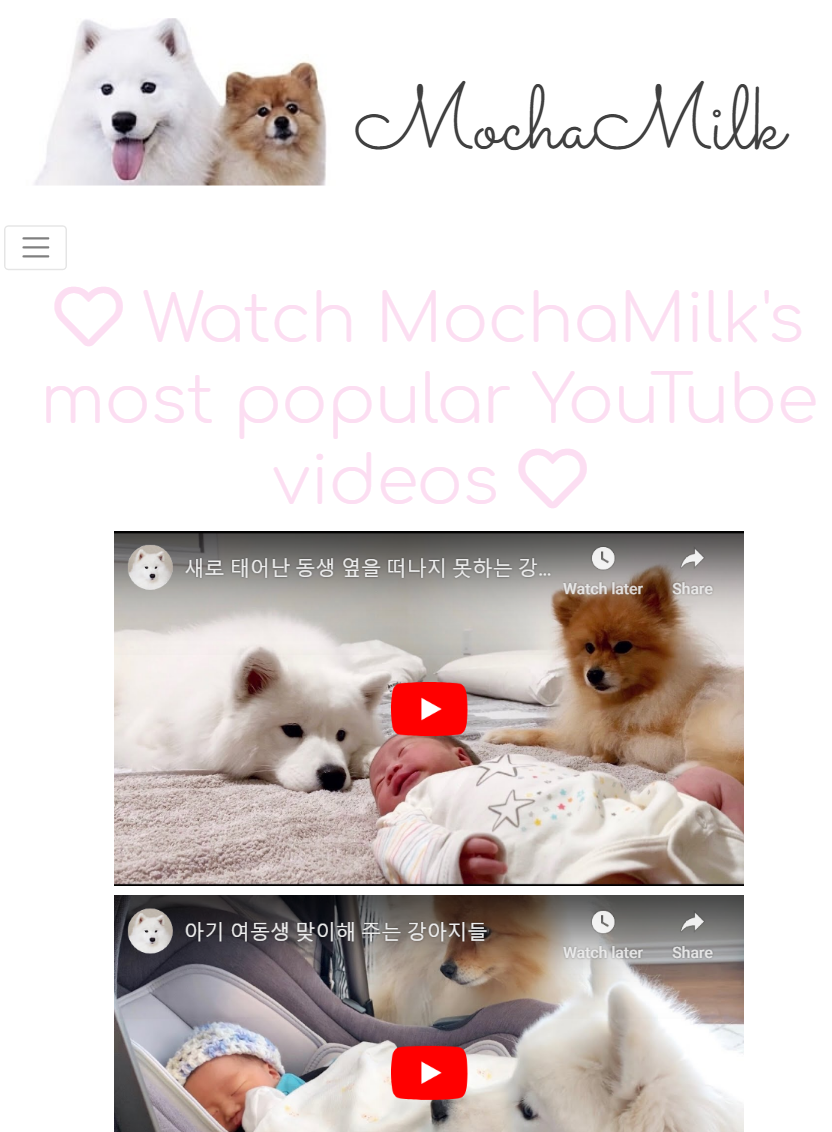 MochaMilk
Watch MochaMilk's
most popular YouTube
videos
새로 태어난 동생 옆을 떠나지 못하는 강...
Watch later
Share
아기 여동생 맞이해 주는 강아지들
Watch later
Share